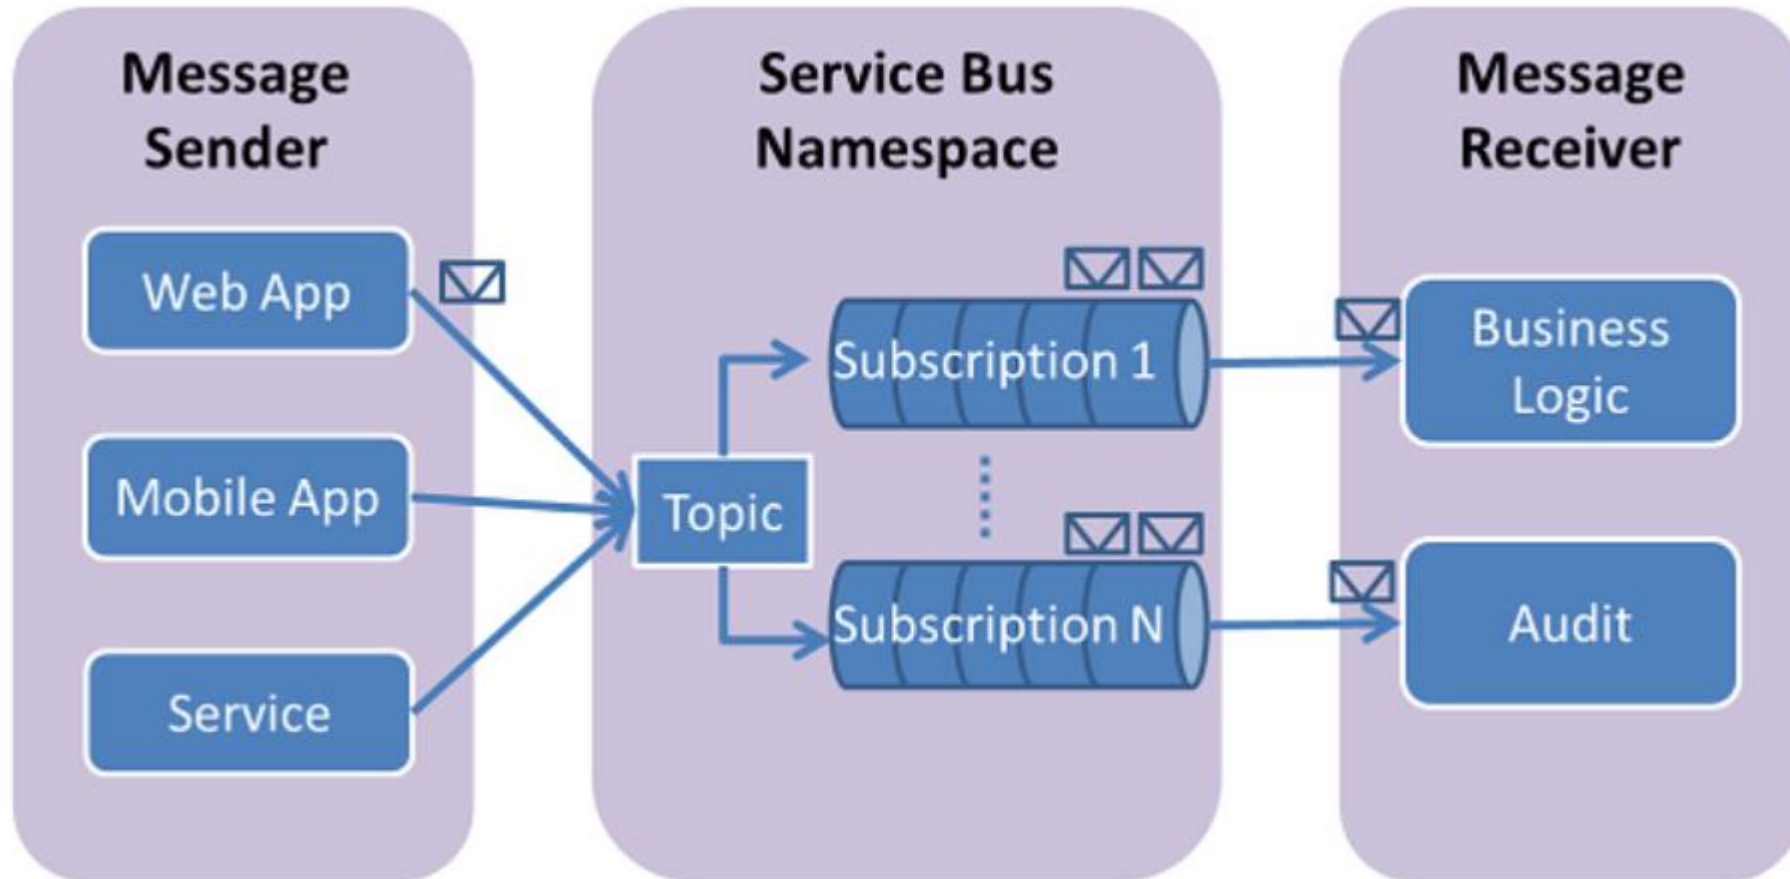 Message
Sender
Web App
Mobile App
Service
Service Bus
Namespace
Topic
Subscription 1
Subscription N
Message
Receiver
Business
Logic
Audit